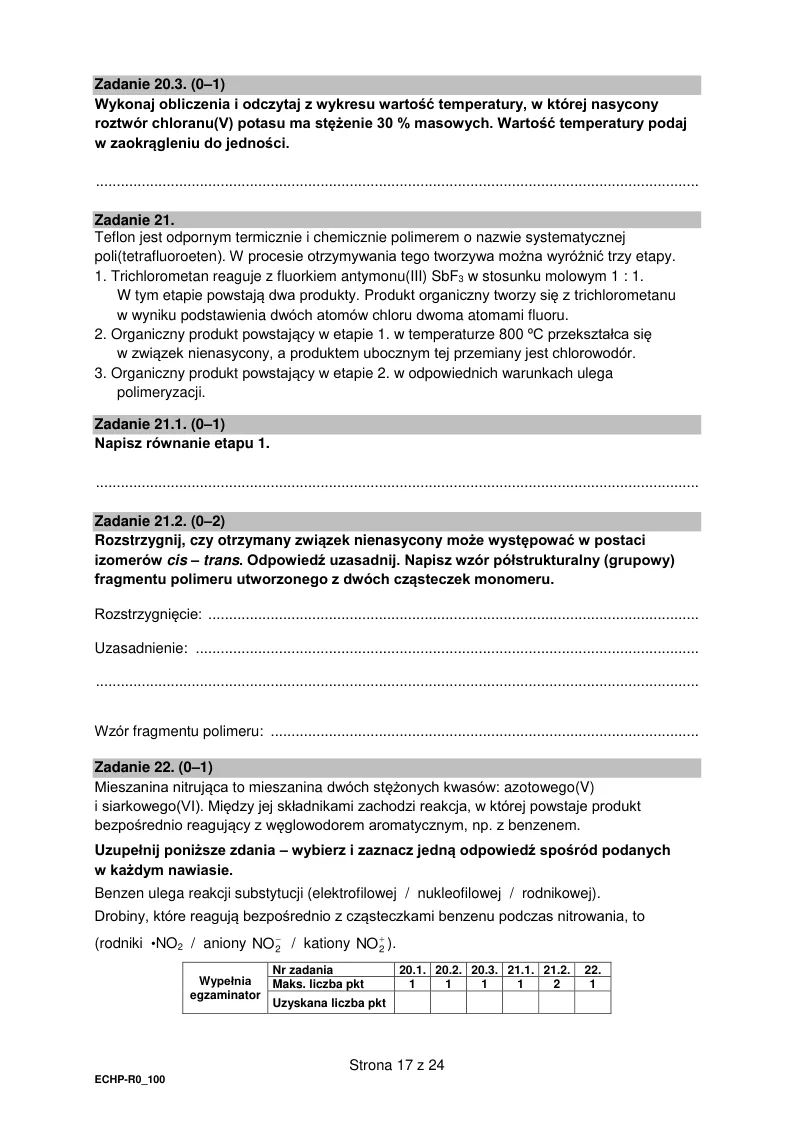 Zadanie 20.3. (0–1)
Wykonaj obliczenia i odczytaj z wykresu wartość temperatury, w której nasycony
roztwór chloranu(V) potasu ma stężenie 30 % masowych. Wartość temperatury podaj
w zaokrągleniu do jedności.
....................................................................................................................................................
Zadanie 21.
Teflon jest odpornym termicznie i chemicznie polimerem o nazwie systematycznej
poli(tetrafluoroeten). W procesie otrzymywania tego tworzywa można wyróżnić trzy etapy.
1. Trichlorometan reaguje z fluorkiem antymonu(III) SbF₃ w stosunku molowym 1 : 1.
W tym etapie powstają dwa produkty. Produkt organiczny tworzy się z trichlorometanu
w wyniku podstawienia dwóch atomów chloru dwoma atomami fluoru.
2. Organiczny produkt powstający w etapie 1. w temperaturze 800 ºC przekształca się
w związek nienasycony, a produktem ubocznym tej przemiany jest chlorowodór.
3. Organiczny produkt powstający w etapie 2. w odpowiednich warunkach ulega
polimeryzacji.
Zadanie 21.1. (0–1)
Napisz równanie etapu 1.
....................................................................................................................................................
Zadanie 21.2. (0–2)
Rozstrzygnij, czy otrzymany związek nienasycony może występować w postaci
izomerów cis – trans. Odpowiedź uzasadnij. Napisz wzór półstrukturalny (grupowy)
fragmentu polimeru utworzonego z dwóch cząsteczek monomeru.
Rozstrzygnięcie: ........................................................................................................................
Uzasadnienie: ...........................................................................................................................
....................................................................................................................................................
Wzór fragmentu polimeru: .........................................................................................................
Zadanie 22. (0–1)
Mieszanina nitrująca to mieszanina dwóch stężonych kwasów: azotowego(V)
i siarkowego(VI). Między jej składnikami zachodzi reakcja, w której powstaje produkt
bezpośrednio reagujący z węglowodorem aromatycznym, np. z benzenem.
Uzupełnij poniższe zdania – wybierz i zaznacz jedną odpowiedź spośród podanych
w każdym nawiasie.
Benzen ulega reakcji substytucji (elektrofilowej / nukleofilowej / rodnikowej).
Drobiny, które reagują bezpośrednio z cząsteczkami benzenu podczas nitrowania, to
(rodniki •NO₂ / aniony NO₂⁻ / kationy NO₂⁺).
Wypełnia egzaminator
Nr zadania 20.1. 20.2. 20.3. 21.1. 21.2. 22.
Maks. liczba pkt 1 1 1 1 2 1
Uzyskana liczba pkt
Strona 17 z 24
ECHP-R0_100